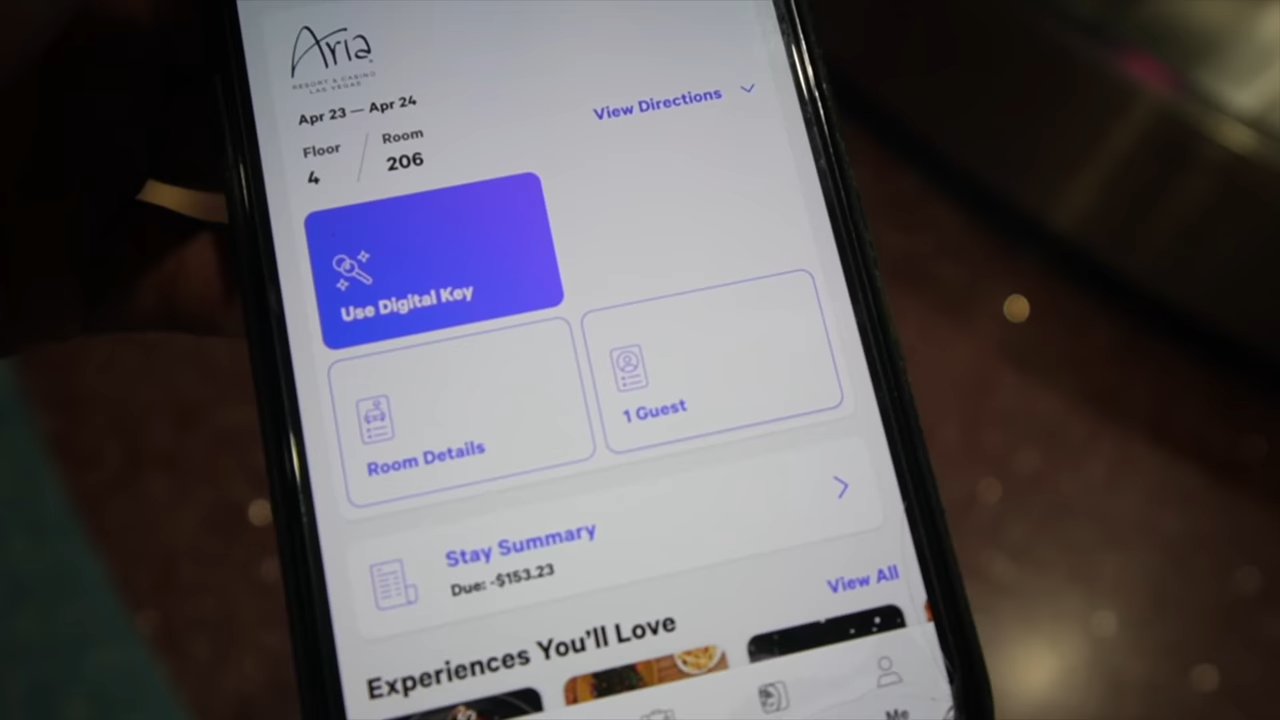 Aria
RESORT & CASINO
LAS VEGAS
Apr 23 — Apr 24
View Directions
Floor
Room
4
206
Use Digital Key
Room Details
1 Guest
Stay Summary
Due: -$153.23
View All
Experiences You'll Love
Me